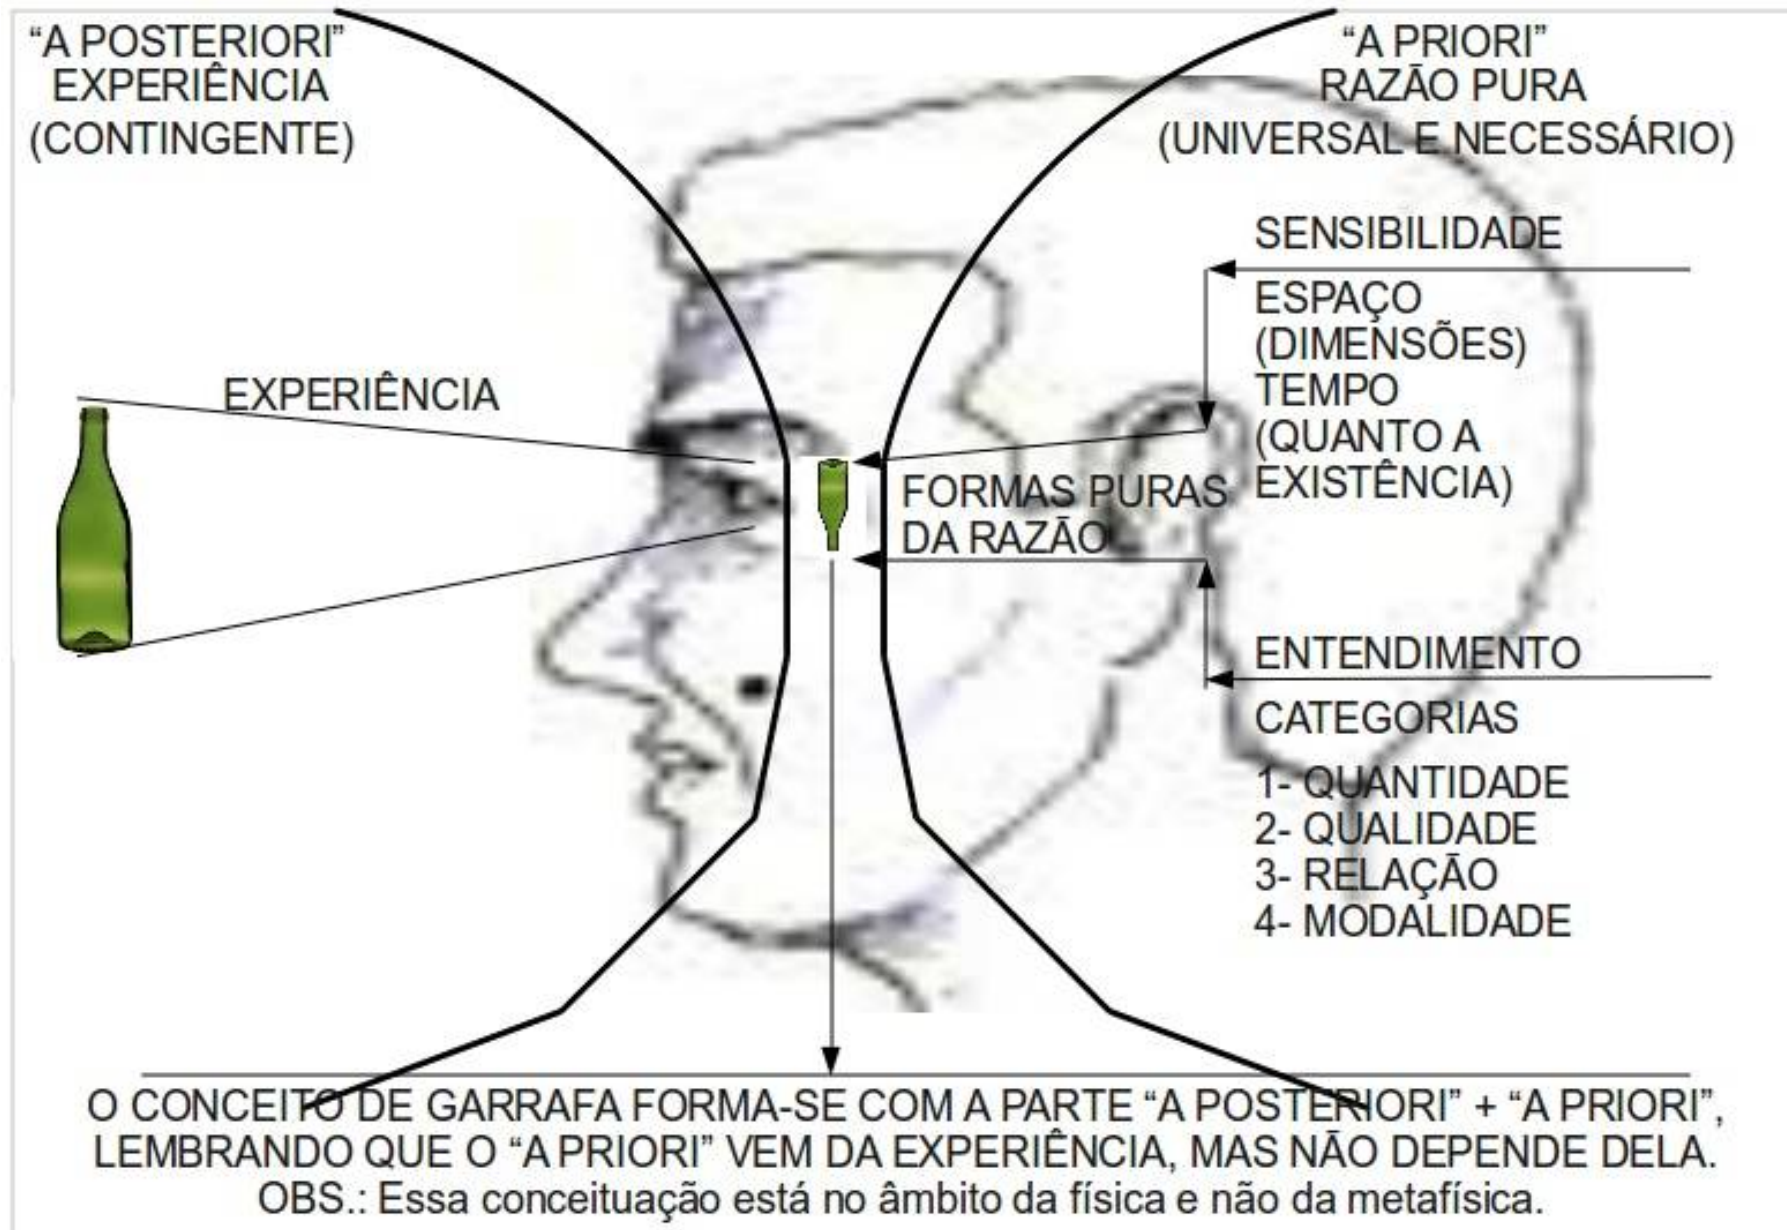 “A POSTERIORI”
EXPERIÊNCIA
(CONTINGENTE)
“A PRIORI”
RAZÃO PURA
(UNIVERSAL E NECESSÁRIO)
SENSIBILIDADE
ESPAÇO
(DIMENSÕES)
TEMPO
(QUANTO A
EXISTÊNCIA)
EXPERIÊNCIA
FORMAS PURAS
DA RAZÃO
ENTENDIMENTO
CATEGORIAS
1- QUANTIDADE
2- QUALIDADE
3- RELAÇÃO
4- MODALIDADE
O CONCEITO DE GARRAFA FORMA-SE COM A PARTE “A POSTERIORI” + “A PRIORI”,
LEMBRANDO QUE O “A PRIORI” VEM DA EXPERIÊNCIA, MAS NÃO DEPENDE DELA.
OBS.: Essa conceituação está no âmbito da física e não da metafísica.